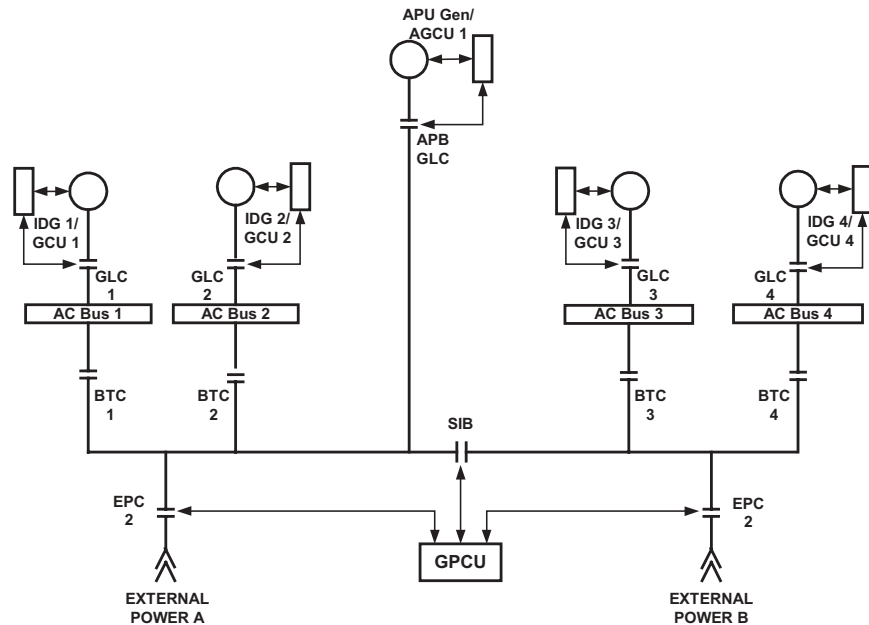 APU Gen/
AGCU 1
APB
GLC
IDG 1/
GCU 1
IDG 2/
GCU 2
IDG 3/
GCU 3
IDG 4/
GCU 4
GLC
1
GLC
2
GLC
3
GLC
4
AC Bus 1
AC Bus 2
AC Bus 3
AC Bus 4
BTC
1
BTC
2
BTC
3
BTC
4
SIB
EPC
2
EPC
2
GPCU
EXTERNAL
POWER A
EXTERNAL
POWER B